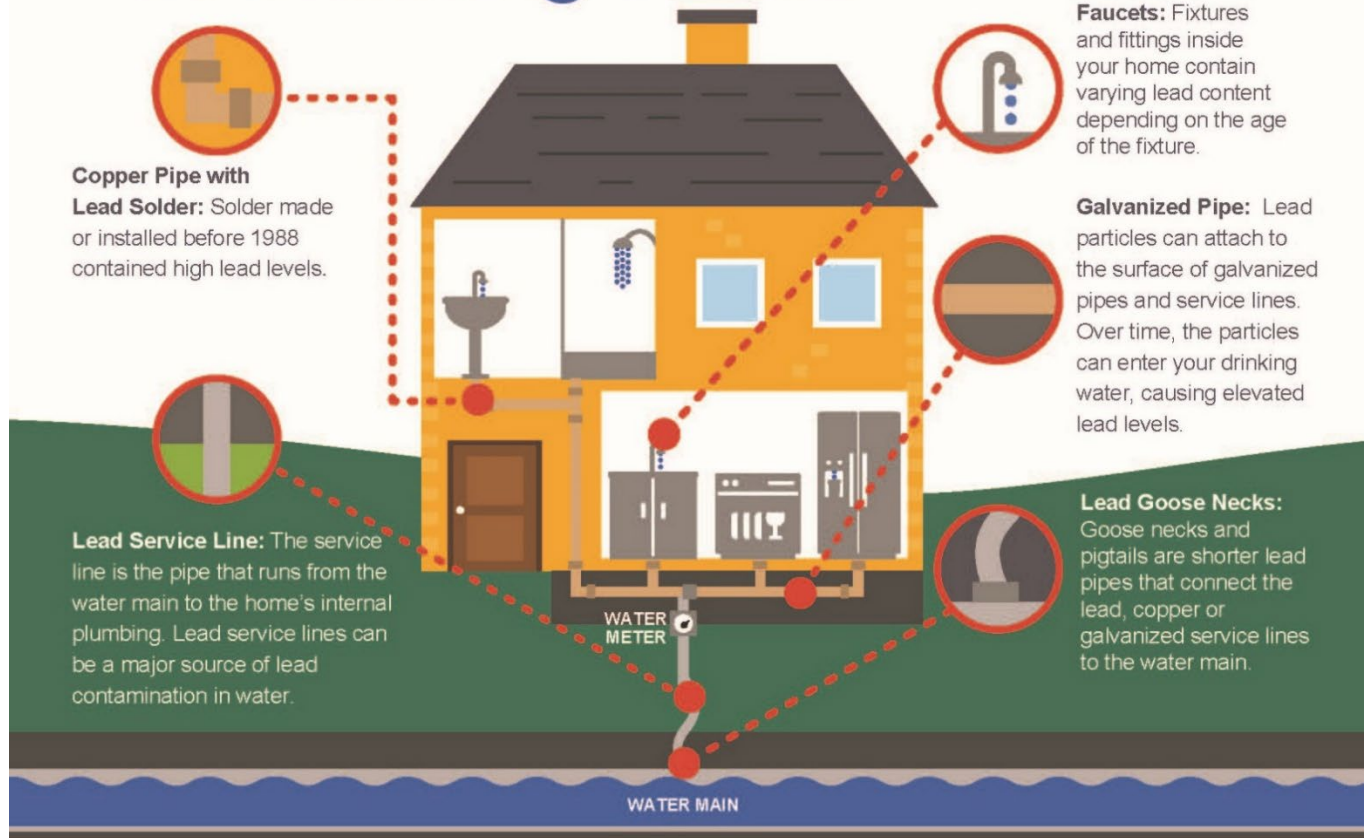 Copper Pipe with
Lead Solder: Solder made
or installed before 1988
contained high lead levels.
Lead Service Line: The service
line is the pipe that runs from the
water main to the home's internal
plumbing. Lead service lines can
be a major source of lead
contamination in water.
Faucets: Fixtures
and fittings inside
your home contain
varying lead content
depending on the age
of the fixture.
Galvanized Pipe: Lead
particles can attach to
the surface of galvanized
pipes and service lines.
Over time, the particles
can enter your drinking
water, causing elevated
lead levels.
Lead Goose Necks:
Goose necks and
pigtails are shorter lead
pipes that connect the
lead, copper or
galvanized service lines
to the water main.
WATER
METER
WATER MAIN